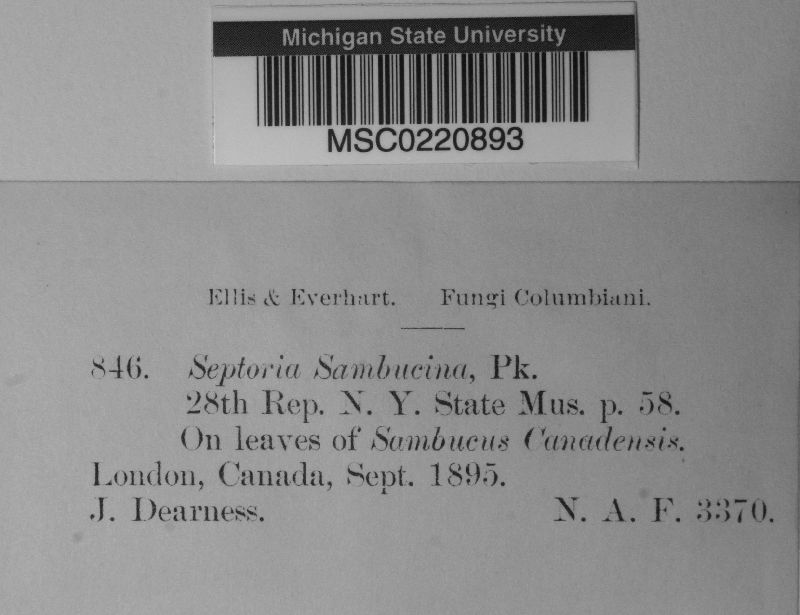 Michigan State University
MSC0220893
Ellis & Everhart. Fungi Columbiani.
846. Septoria Sambucina, Pk.
28th Rep. N. Y. State Mus. p. 58.
On leaves of Sambucus Canadensis.
London, Canada, Sept. 1895.
J. Dearness. N. A. F. 3370.